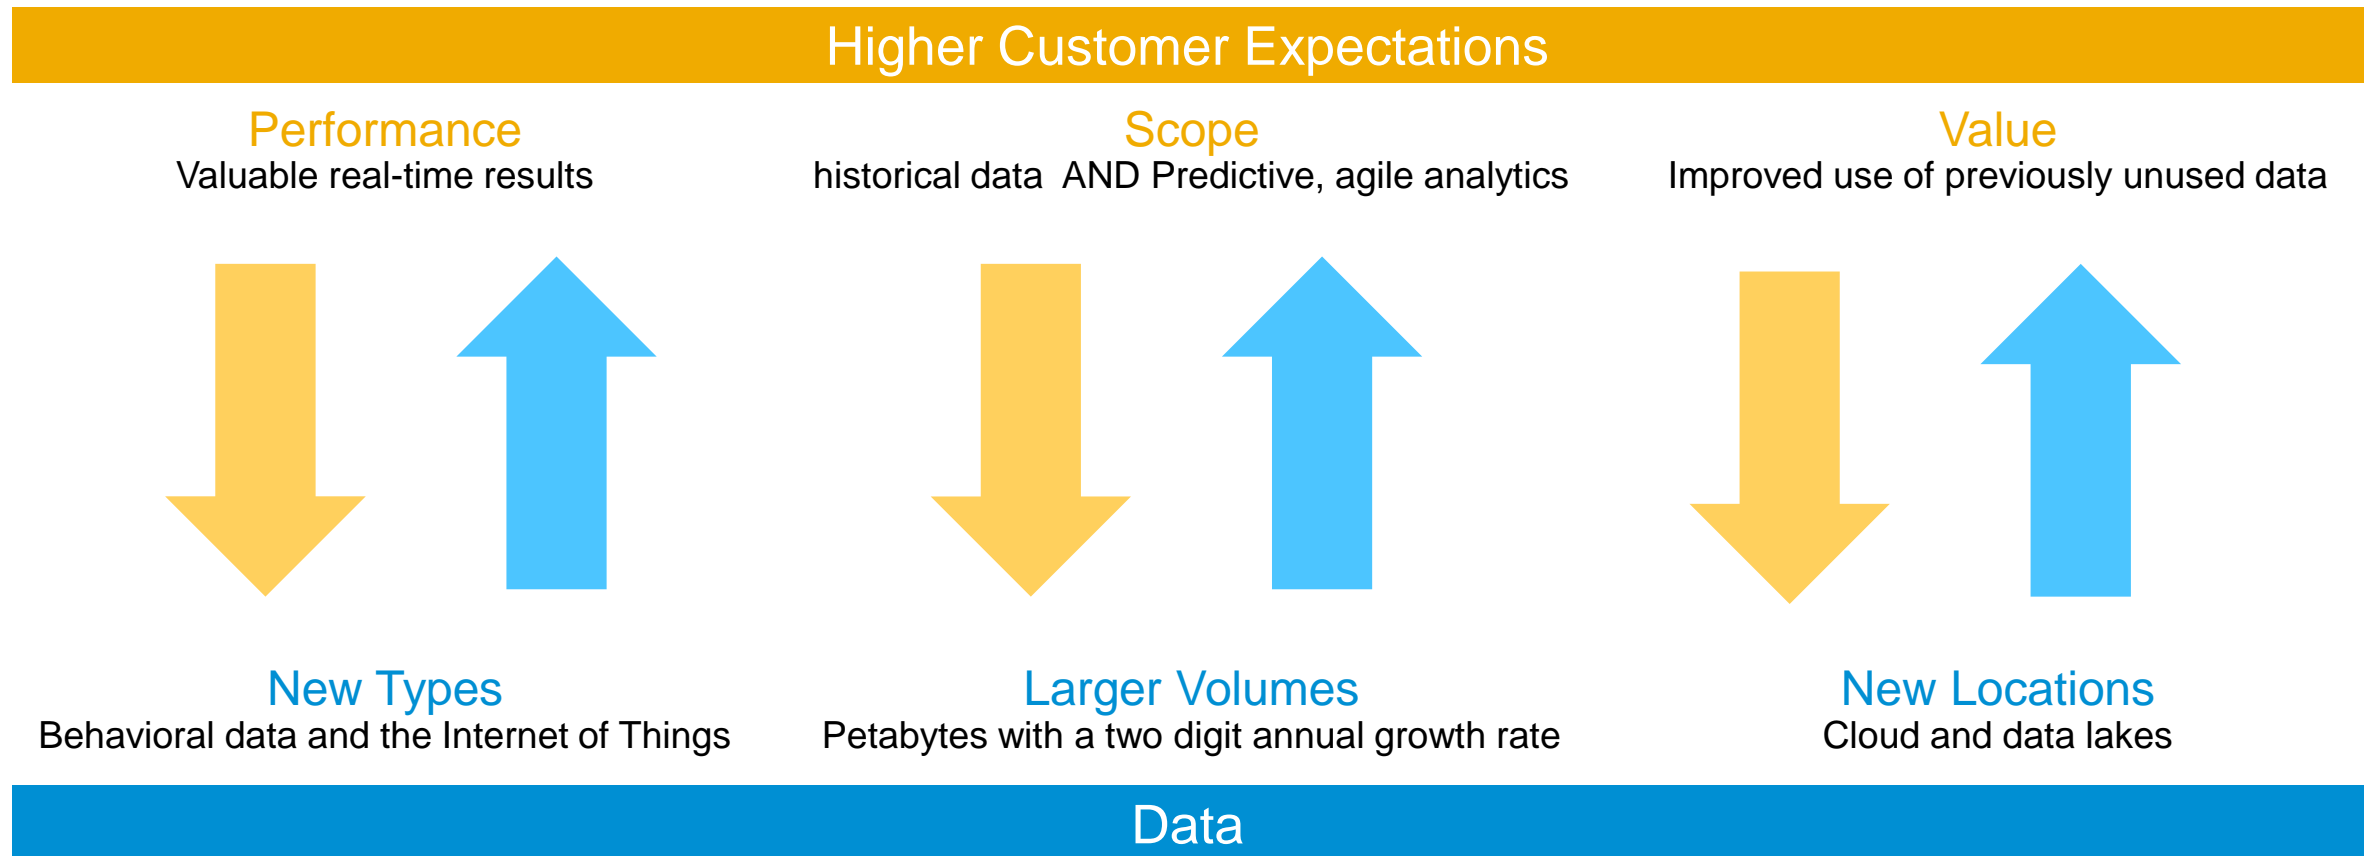 Higher Customer Expectations
Performance
Valuable real-time results
Scope
historical data  AND Predictive, agile analytics
Value
Improved use of previously unused data
New Types
Behavioral data and the Internet of Things
Larger Volumes
Petabytes with a two digit annual growth rate
New Locations
Cloud and data lakes
Data